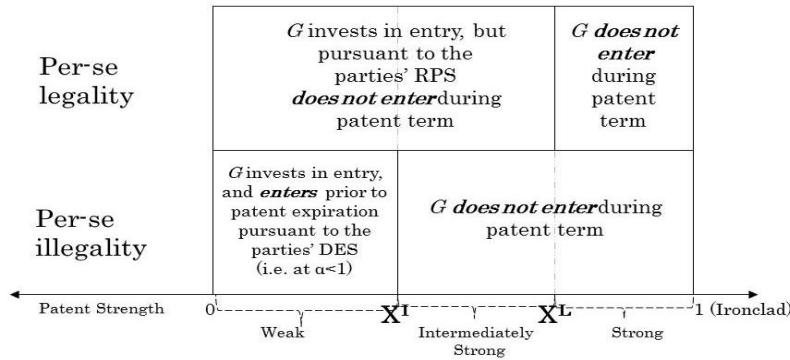 Per-se
legality
G invests in entry, but
pursuant to the
parties' RPS
does not enter during
patent term
G does not
enter
during
patent
term
Per-se
illegality
G invests in entry,
and enters prior to
patent expiration
pursuant to the
parties' DES
(i.e. at α<1)
G does not enter during
patent term
Patent Strength
0
X^I
X^L
1 (Ironclad)
Weak
Intermediately
Strong
Strong